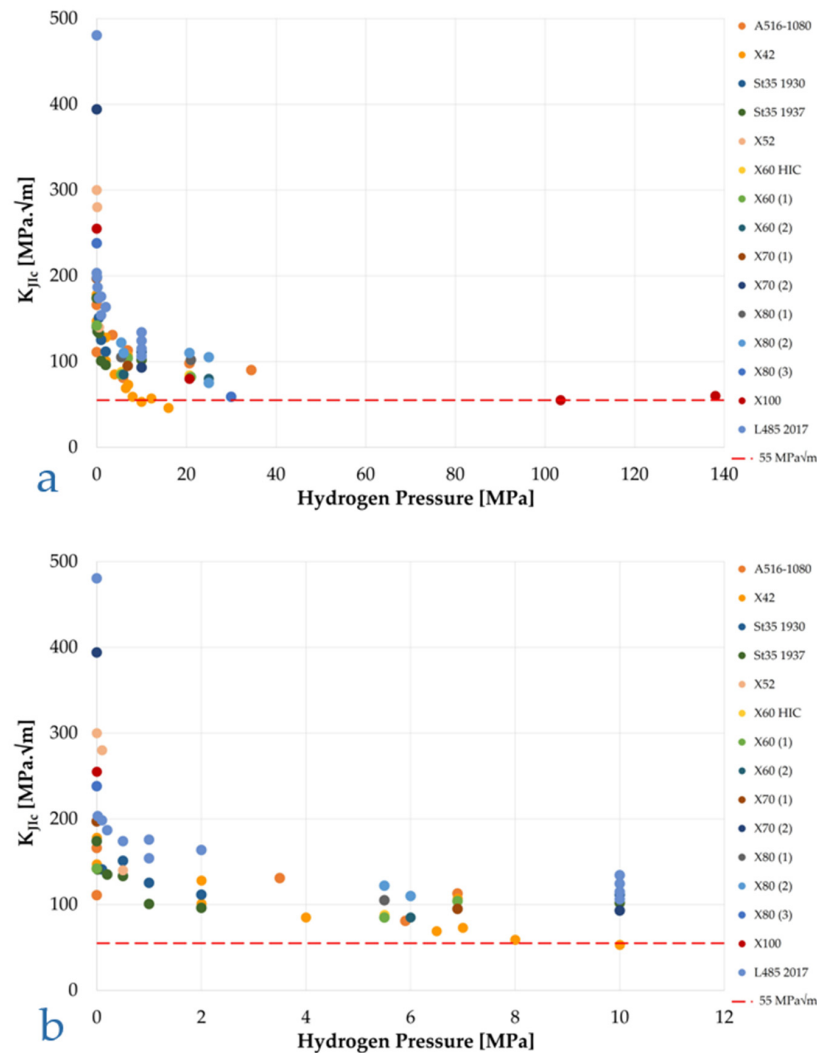 500
400
300
200
100
0
K_JIc [MPa.√m]
0 20 40 60 80 100 120 140
Hydrogen Pressure [MPa]
a
A516-1080
X42
St35 1930
St35 1937
X52
X60 HIC
X60 (1)
X60 (2)
X70 (1)
X70 (2)
X80 (1)
X80 (2)
X80 (3)
X100
L485 2017
55 MPa√m
500
400
300
200
100
0
K_JIc [MPa.√m]
0 2 4 6 8 10 12
Hydrogen Pressure [MPa]
b
A516-1080
X42
St35 1930
St35 1937
X52
X60 HIC
X60 (1)
X60 (2)
X70 (1)
X70 (2)
X80 (1)
X80 (2)
X80 (3)
X100
L485 2017
55 MPa√m